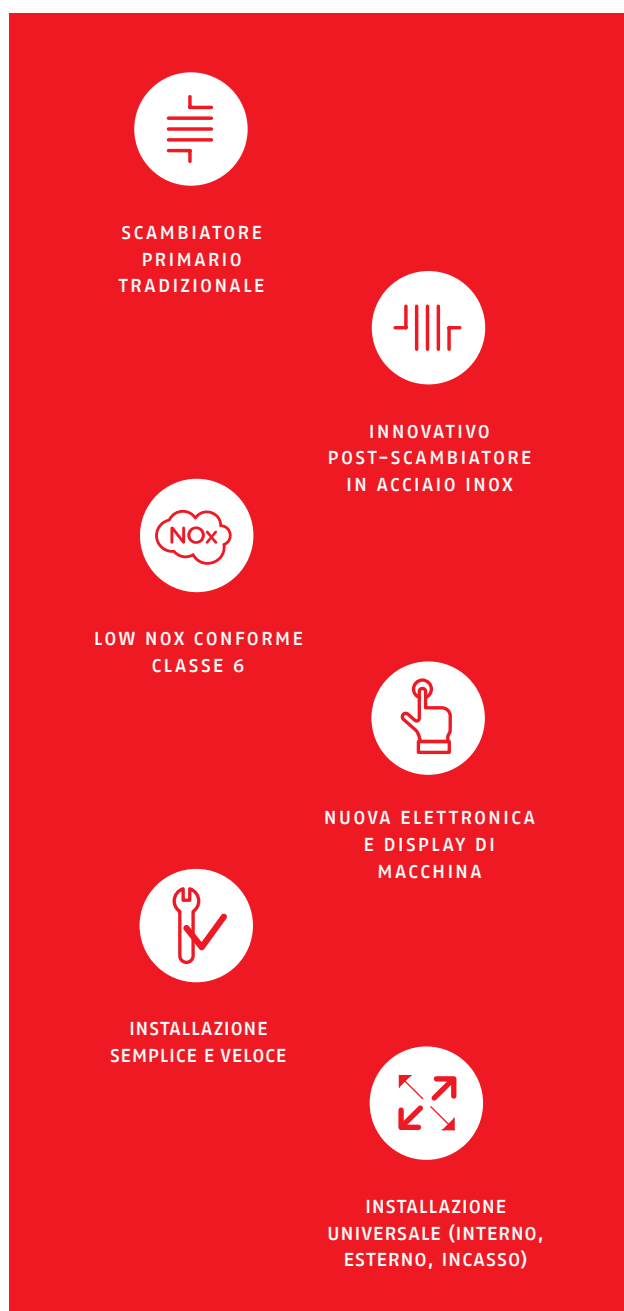 SCAMBIATORE
PRIMARIO
TRADIZIONALE
INNOVATIVO
POST-SCAMBIATORE
IN ACCIAIO INOX
NOx
LOW NOX CONFORME
CLASSE 6
NUOVA ELETTRONICA
E DISPLAY DI
MACCHINA
INSTALLAZIONE
SEMPLICE E VELOCE
INSTALLAZIONE
UNIVERSALE (INTERNO,
ESTERNO, INCASSO)